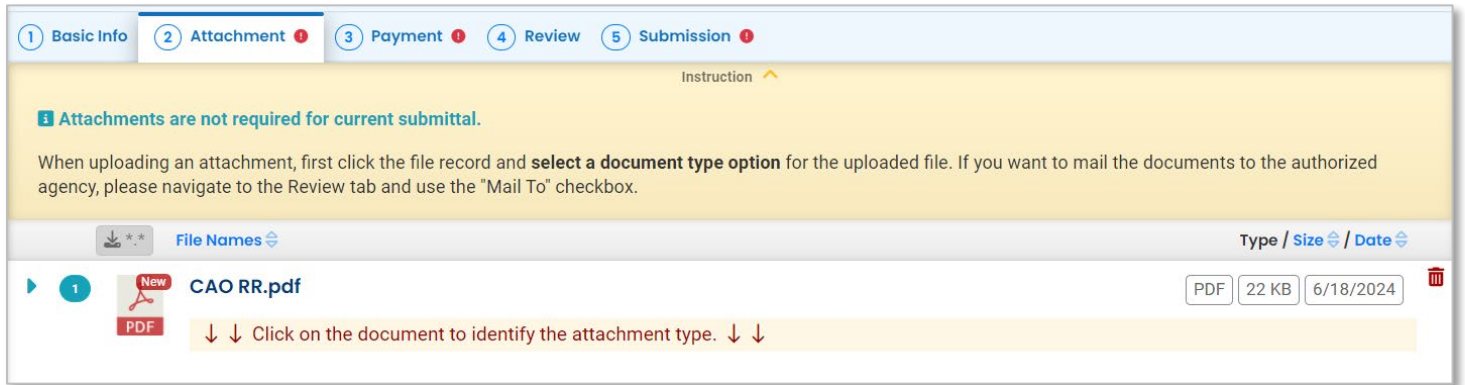 1 Basic Info 2 Attachment ! 3 Payment ! 4 Review 5 Submission !
Instruction
i Attachments are not required for current submittal.
When uploading an attachment, first click the file record and select a document type option for the uploaded file. If you want to mail the documents to the authorized
agency, please navigate to the Review tab and use the "Mail To" checkbox.
*.* File Names Type / Size / Date
1 New PDF CAO RR.pdf PDF 22 KB 6/18/2024
↓ ↓ Click on the document to identify the attachment type. ↓ ↓